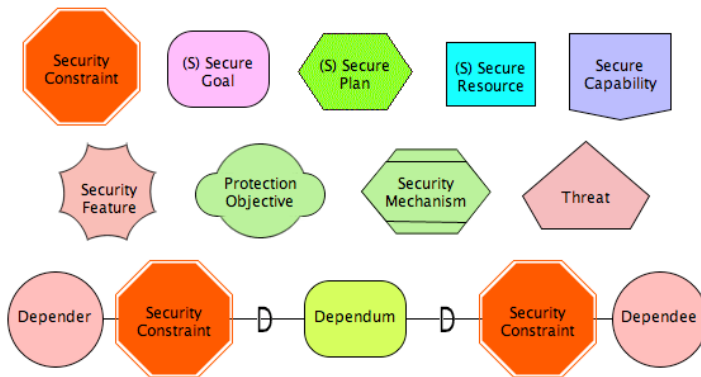 Security
Constraint
(S) Secure
Goal
(S) Secure
Plan
(S) Secure
Resource
Secure
Capability
Security
Feature
Protection
Objective
Security
Mechanism
Threat
Depender
Security
Constraint
D
Dependum
D
Security
Constraint
Dependee